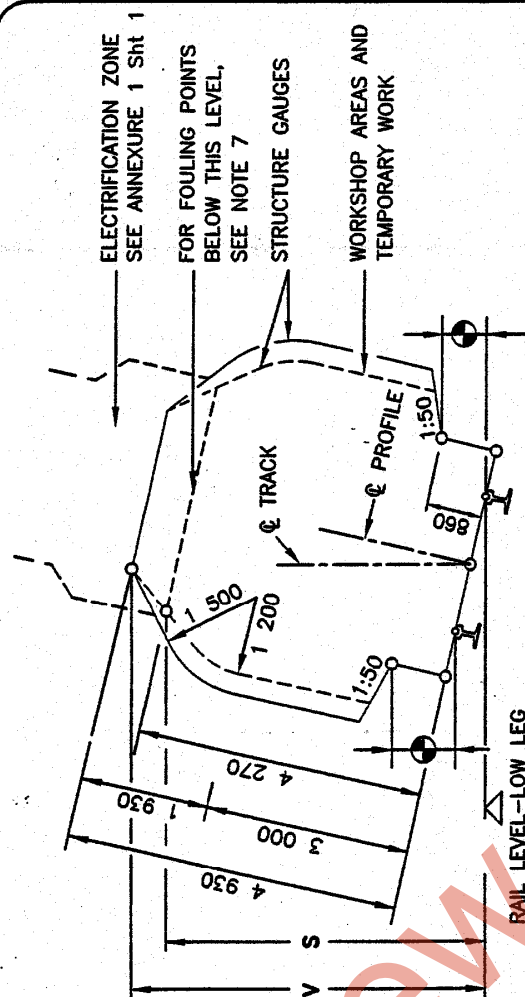 ELECTRIFICATION ZONE
SEE ANNEXURE 1 Sht 1
FOR FOULING POINTS
BELOW THIS LEVEL,
SEE NOTE 7
STRUCTURE GAUGES
WORKSHOP AREAS AND
TEMPORARY WORK
1 500
1 200
℄ TRACK
℄ PROFILE
1:50
860
1:50
4 270
1 930
3 000
4 930
S
V
RAIL LEVEL-LOW LEG